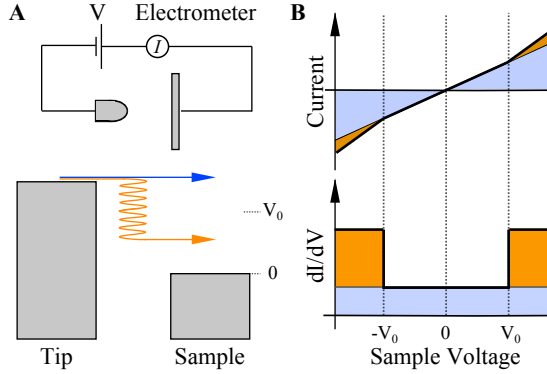 A
V
Electrometer
I
V₀
0
Tip
Sample
B
Current
dI/dV
-V₀
0
V₀
Sample Voltage